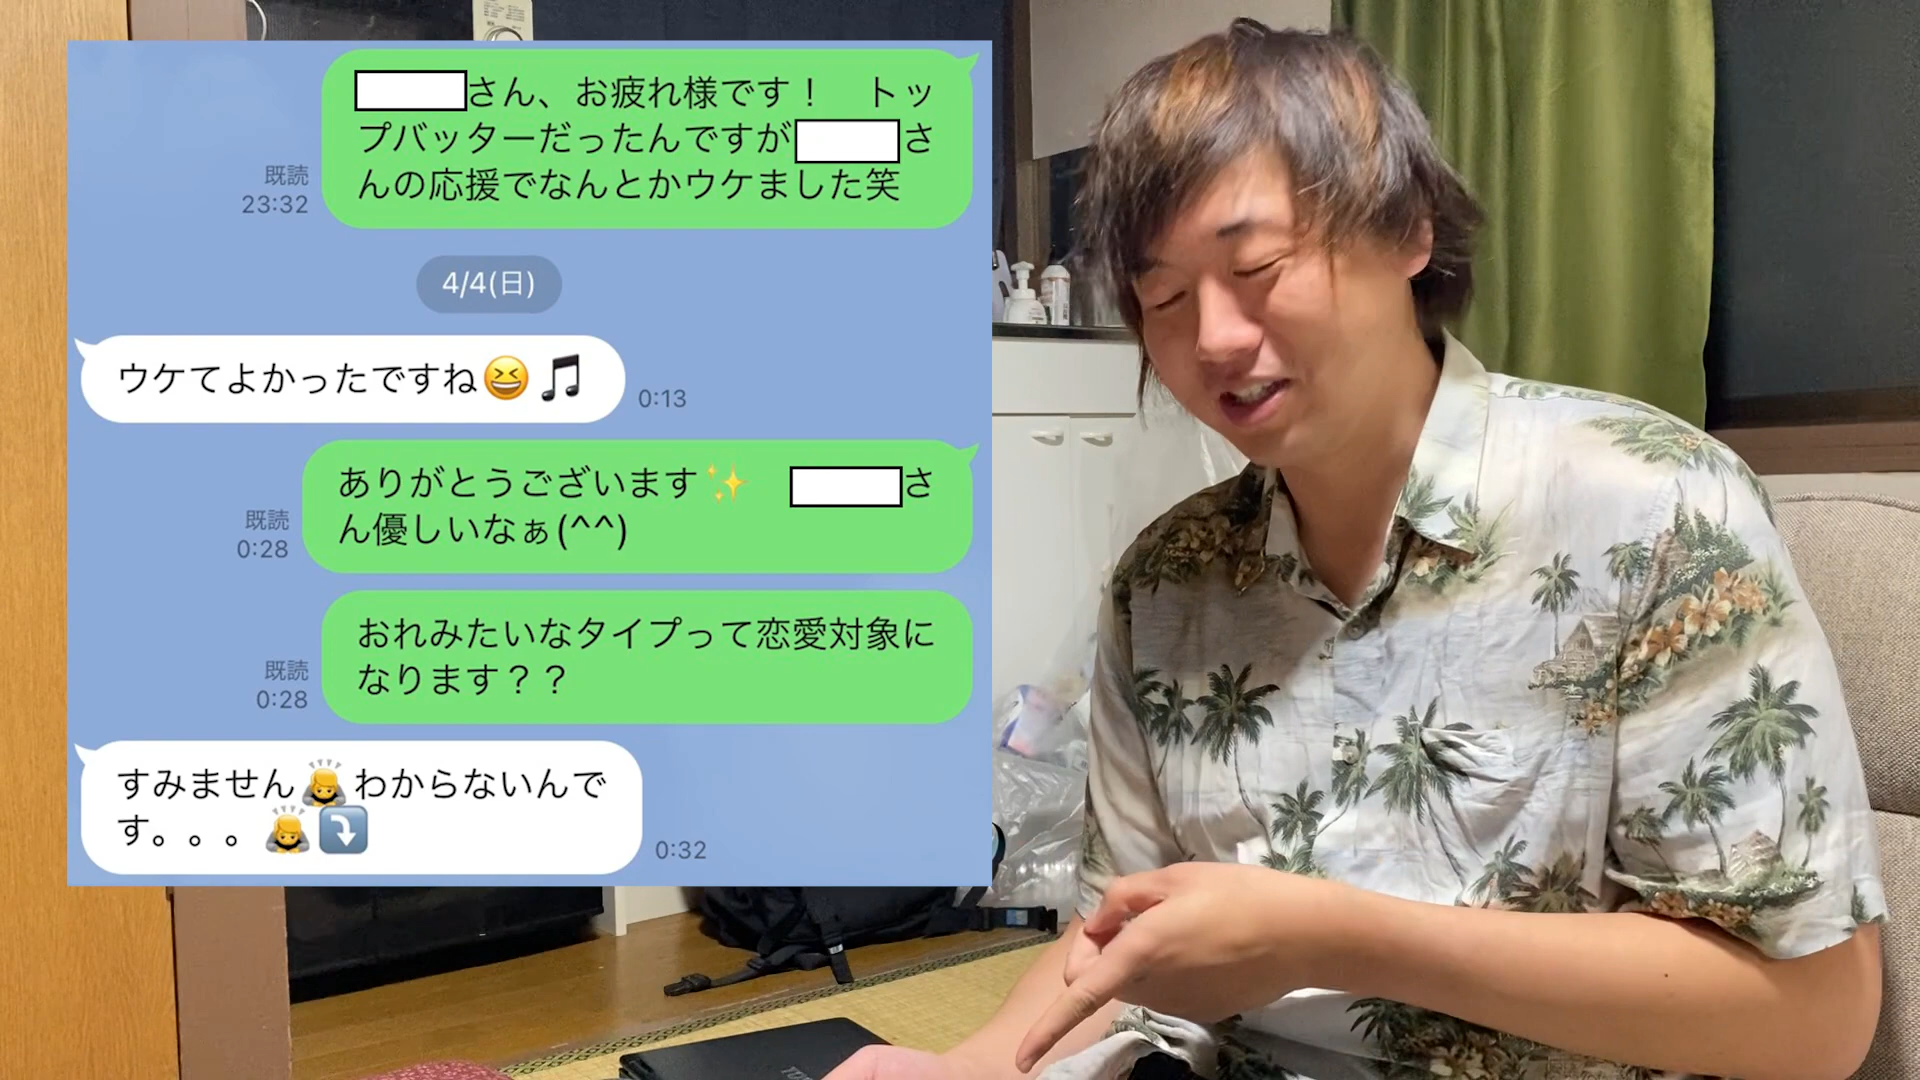 さん、お疲れ様です！　トッ
プバッターだったんですが さ
んの応援でなんとかウケました笑
既読
23:32
4/4(日)
ウケてよかったですね😆🎵
0:13
ありがとうございます✨　 さ
ん優しいなぁ(^^)
既読
0:28
おれみたいなタイプって恋愛対象に
なります？？
既読
0:28
すみません🙇わからないんで
す。。。🙇⤵️
0:32